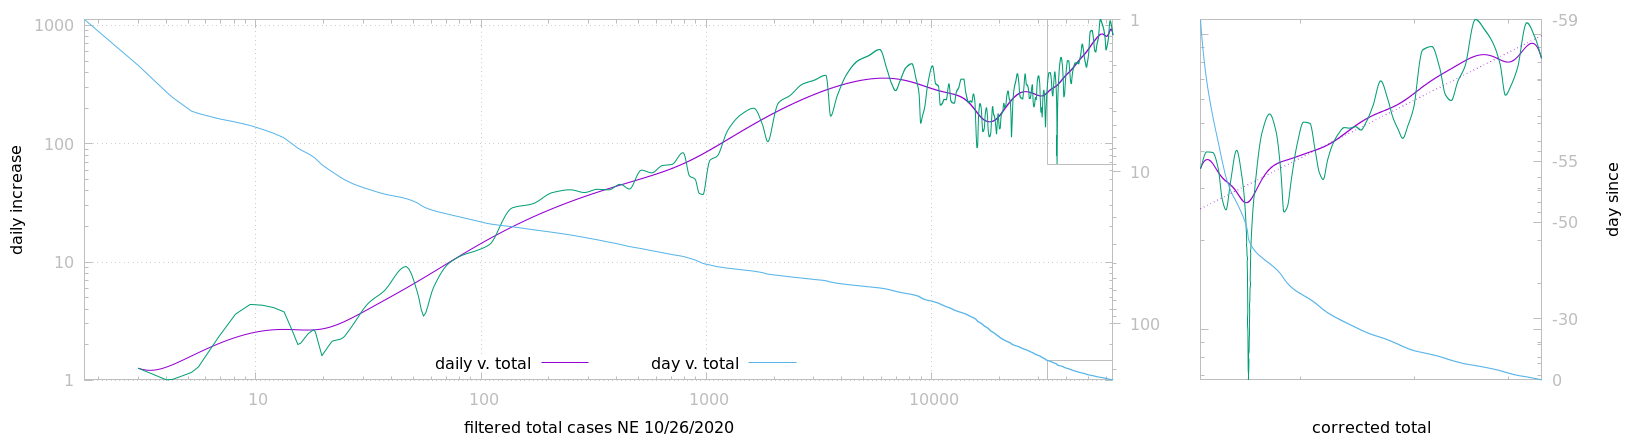 1000
100
10
1
daily increase
10
100
1000
10000
filtered total cases NE 10/26/2020
daily v. total
day v. total
1
10
100
-59
-55
-50
-30
0
day since
corrected total